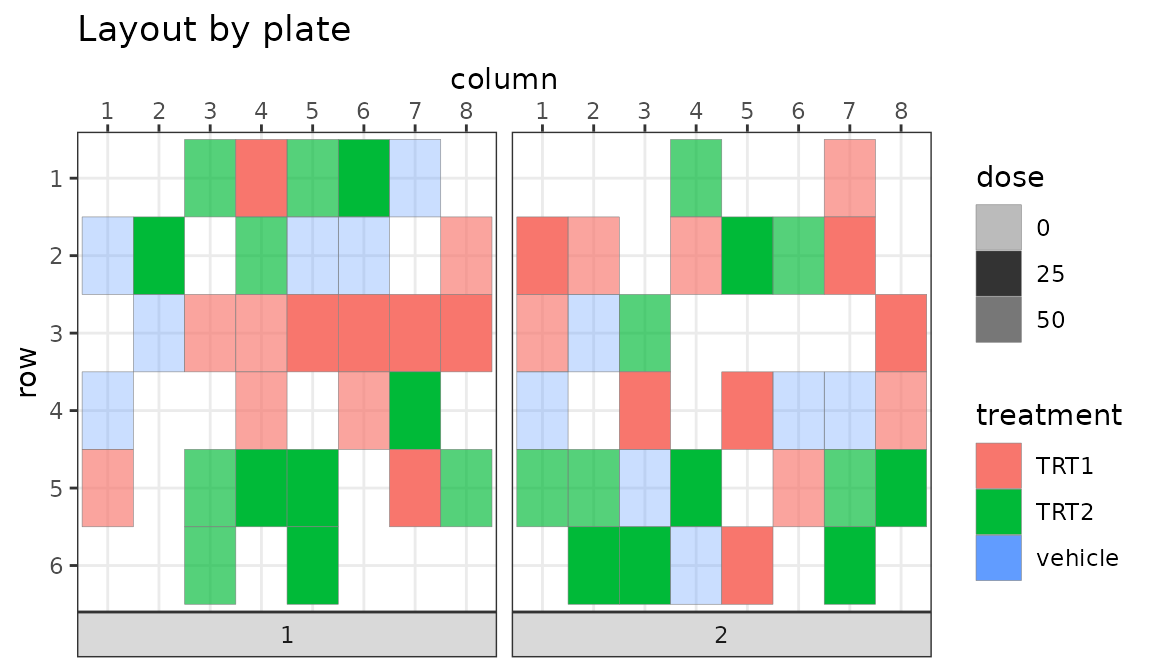 Layout by plate
column
1 2 3 4 5 6 7 8 1 2 3 4 5 6 7 8
row
1
2
3
4
5
6
1 2
dose
0
25
50
treatment
TRT1
TRT2
vehicle